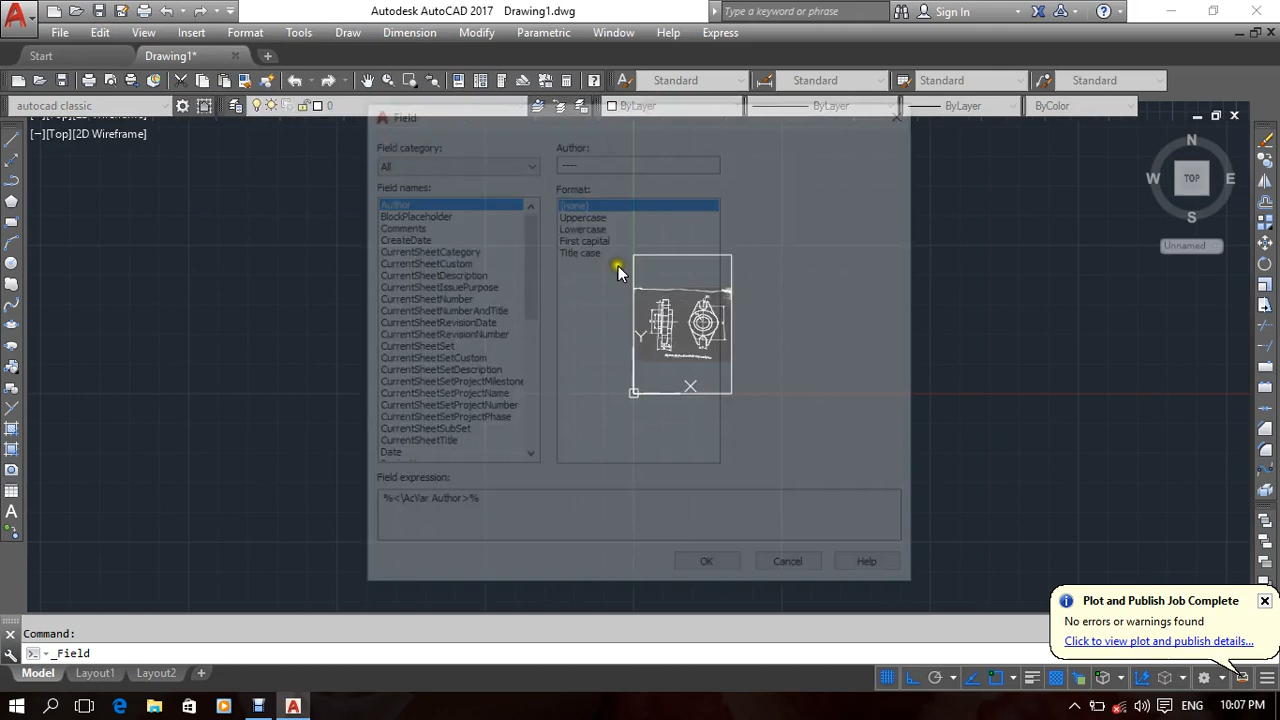 Autodesk AutoCAD 2017 Drawing1.dwg
Type a keyword or phrase
Sign In
File Edit View Insert Format Tools Draw Dimension Modify Parametric Window Help Express
Start Drawing1*
Standard Standard Standard Standard
autocad classic 0 ByLayer ByLayer ByLayer ByColor
[−][Top][2D Wireframe]
[−][Top][2D Wireframe]
N
W TOP E
S
Unnamed
Field
Field category: Author:
All ----
Field names: Format:
Author (none)
BlockPlaceholder Uppercase
Comments Lowercase
CreateDate First capital
CurrentSheetCategory Title case
CurrentSheetCustom
CurrentSheetDescription
CurrentSheetIssuePurpose
CurrentSheetNumber
CurrentSheetNumberAndTitle
CurrentSheetRevisionDate
CurrentSheetRevisionNumber
CurrentSheetSet
CurrentSheetSetCustom
CurrentSheetSetDescription
CurrentSheetSetProjectMilestone
CurrentSheetSetProjectName
CurrentSheetSetProjectNumber
CurrentSheetSetProjectPhase
CurrentSheetSubSet
CurrentSheetTitle
Date
Y
X
Field expression:
%<\AcVar Author>%
OK Cancel Help
Plot and Publish Job Complete
No errors or warnings found
Click to view plot and publish details...
Command:
_Field
Model Layout1 Layout2 +
ENG 10:07 PM